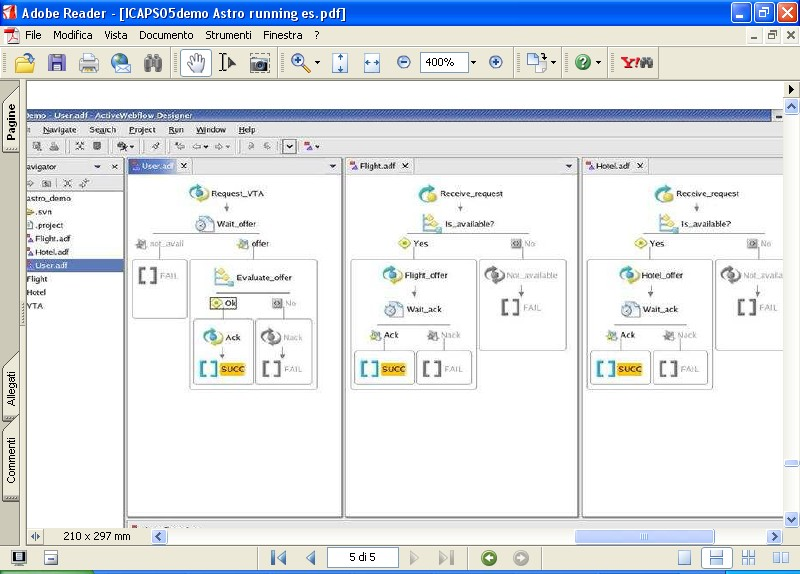 Adobe Reader - [ICAPS05demo Astro running es.pdf]
File Modifica Vista Documento Strumenti Finestra ?
400%
Y!
Pagine
Allegati
Commenti
Demo - User.adf - ActiveWebflow Designer
Navigate Search Project Run Window Help
avigator
astro_demo
.svn
.project
Flight.adf
Hotel.adf
User.adf
Flight
Hotel
VTA
User.adf
Request_VTA
Wait_offer
not_avail offer
FAIL
Evaluate_offer
Ok No
Ack Nack
SUCC FAIL
Flight.adf
Receive_request
Is_available?
Yes No
Flight_offer Not_available
Wait_ack FAIL
Ack Nack
SUCC FAIL
Hotel.adf
Receive_request
Is_available?
Yes No
Hotel_offer Not_availa
Wait_ack FAIL
Ack Nack
SUCC FAIL
210 x 297 mm
5 di 5